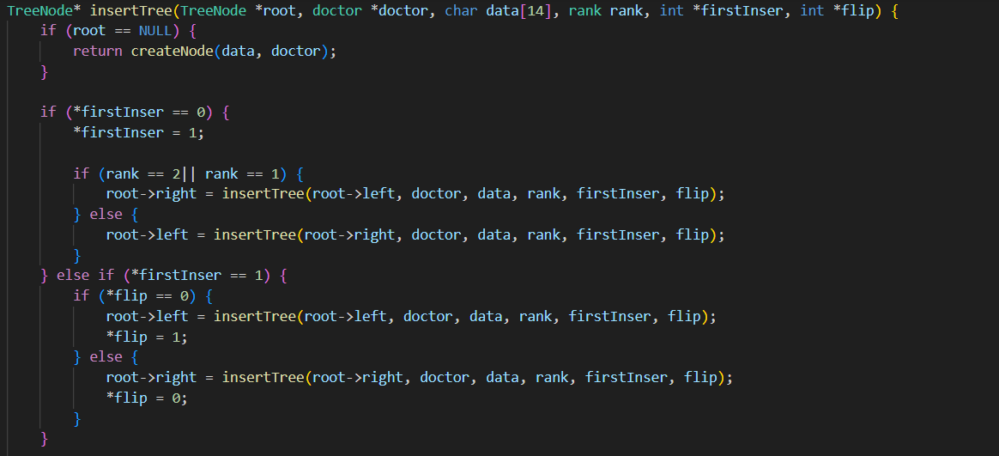 TreeNode* insertTree(TreeNode *root, doctor *doctor, char data[14], rank rank, int *firstInser, int *flip) {
    if (root == NULL) {
        return createNode(data, doctor);
    }

    if (*firstInser == 0) {
        *firstInser = 1;

        if (rank == 2|| rank == 1) {
            root->right = insertTree(root->left, doctor, data, rank, firstInser, flip);
        } else {
            root->left = insertTree(root->right, doctor, data, rank, firstInser, flip);
        }
    } else if (*firstInser == 1) {
        if (*flip == 0) {
            root->left = insertTree(root->left, doctor, data, rank, firstInser, flip);
            *flip = 1;
        } else {
            root->right = insertTree(root->right, doctor, data, rank, firstInser, flip);
            *flip = 0;
        }
    }